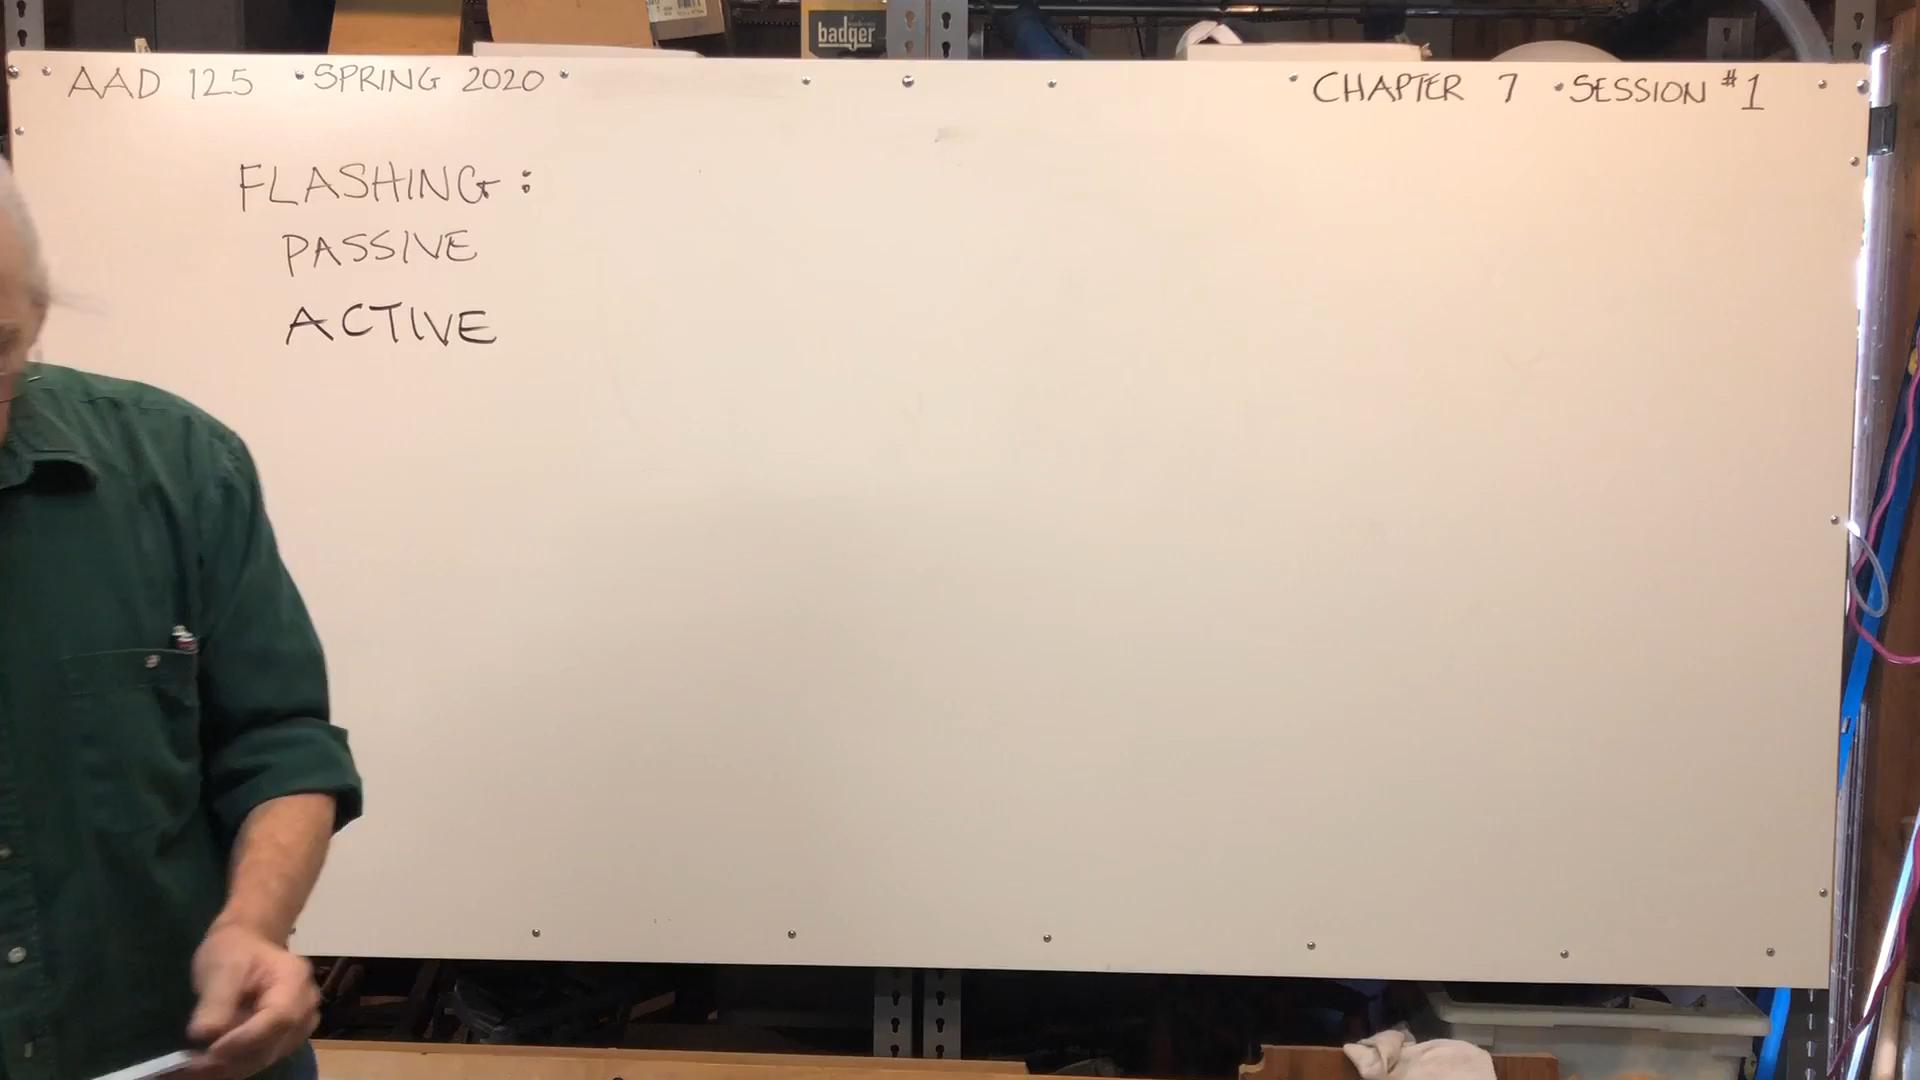 badger
AAD 125 • SPRING 2020
CHAPTER 7 • SESSION #1
FLASHING :
PASSIVE
ACTIVE